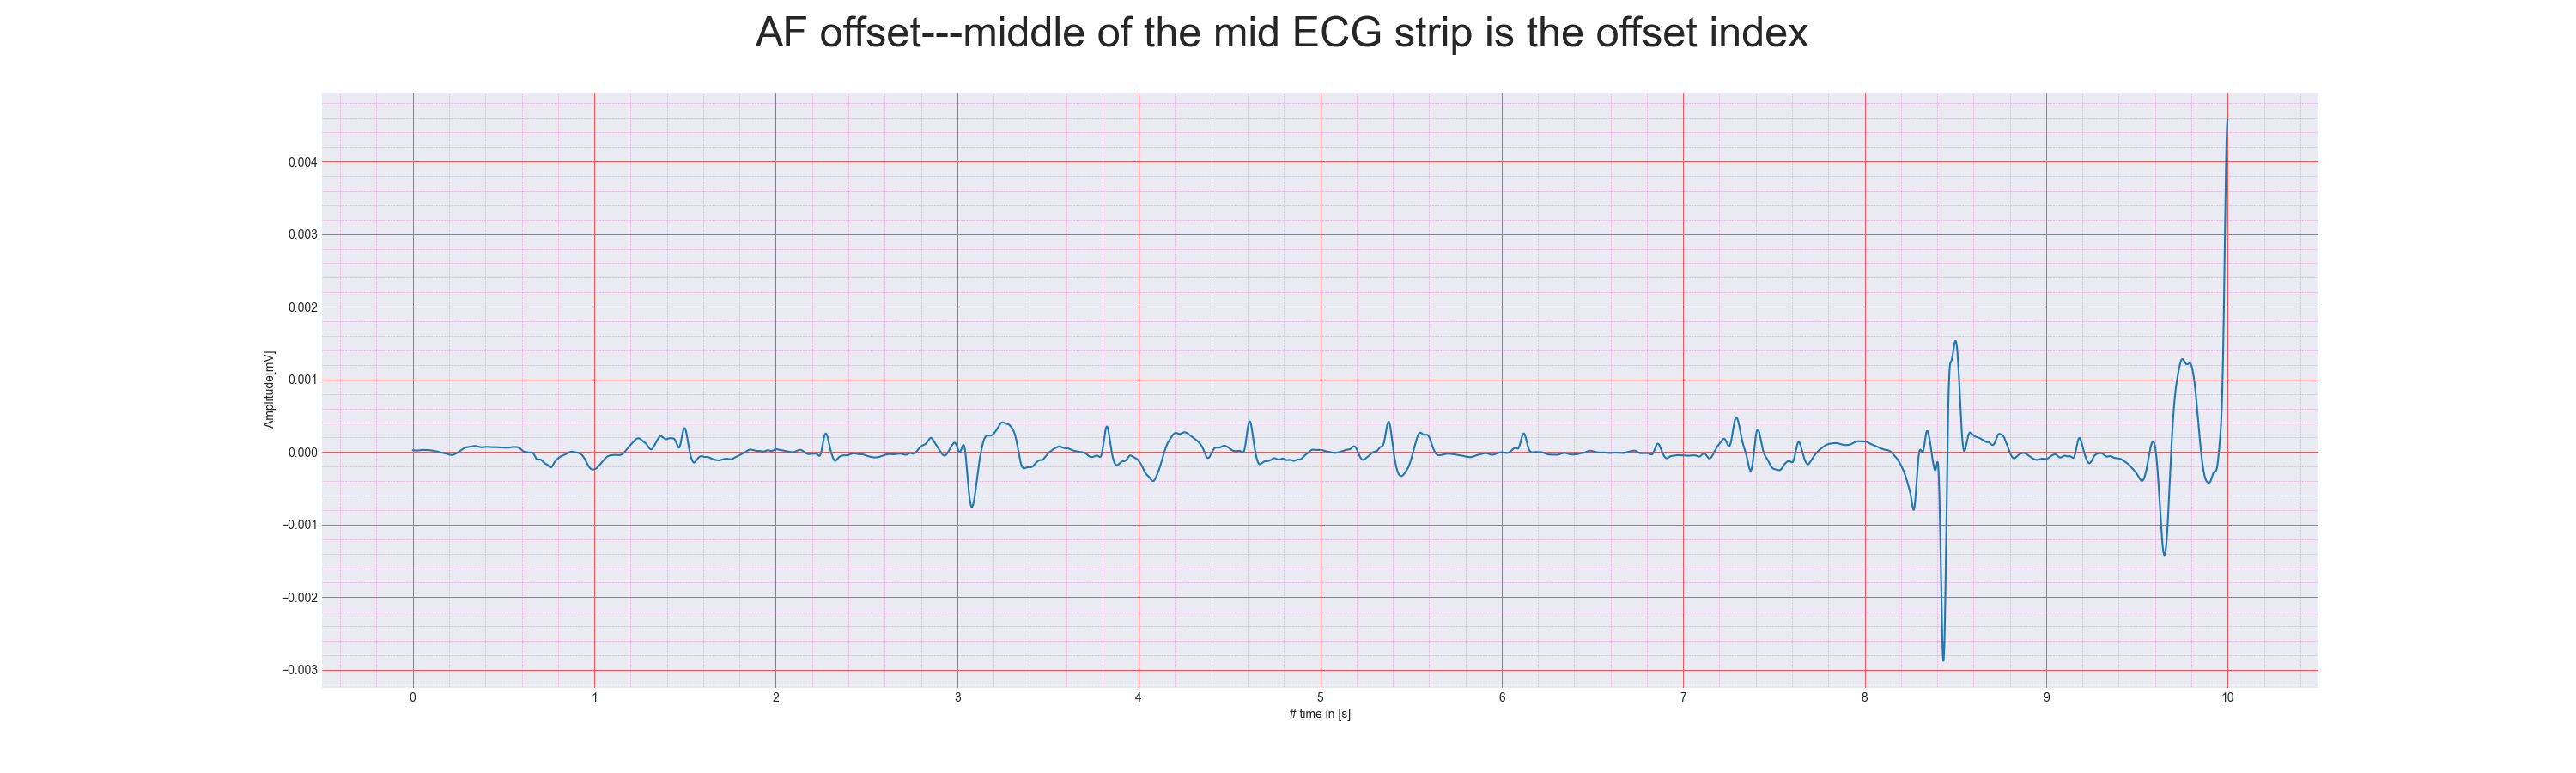 AF offset---middle of the mid ECG strip is the offset index
0.004
0.003
0.002
0.001
0.000
−0.001
−0.002
−0.003
Amplitude[mV]
0 1 2 3 4 5 6 7 8 9 10
# time in [s]